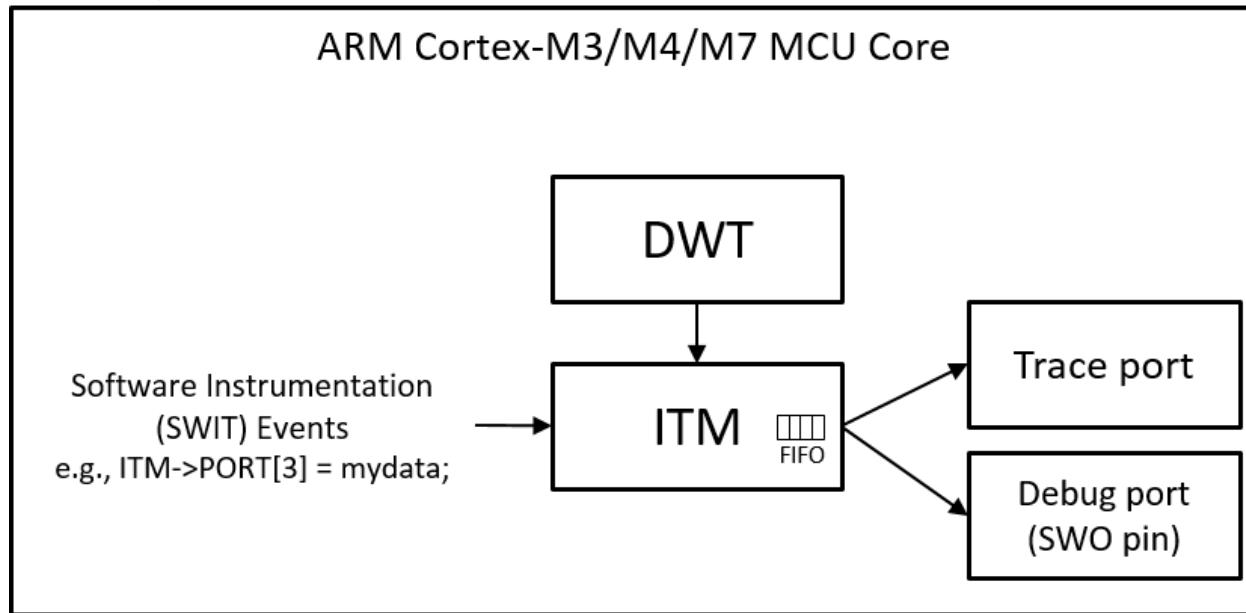 ARM Cortex-M3/M4/M7 MCU Core
DWT
Software Instrumentation
(SWIT) Events
e.g., ITM->PORT[3] = mydata;
ITM
FIFO
Trace port
Debug port
(SWO pin)